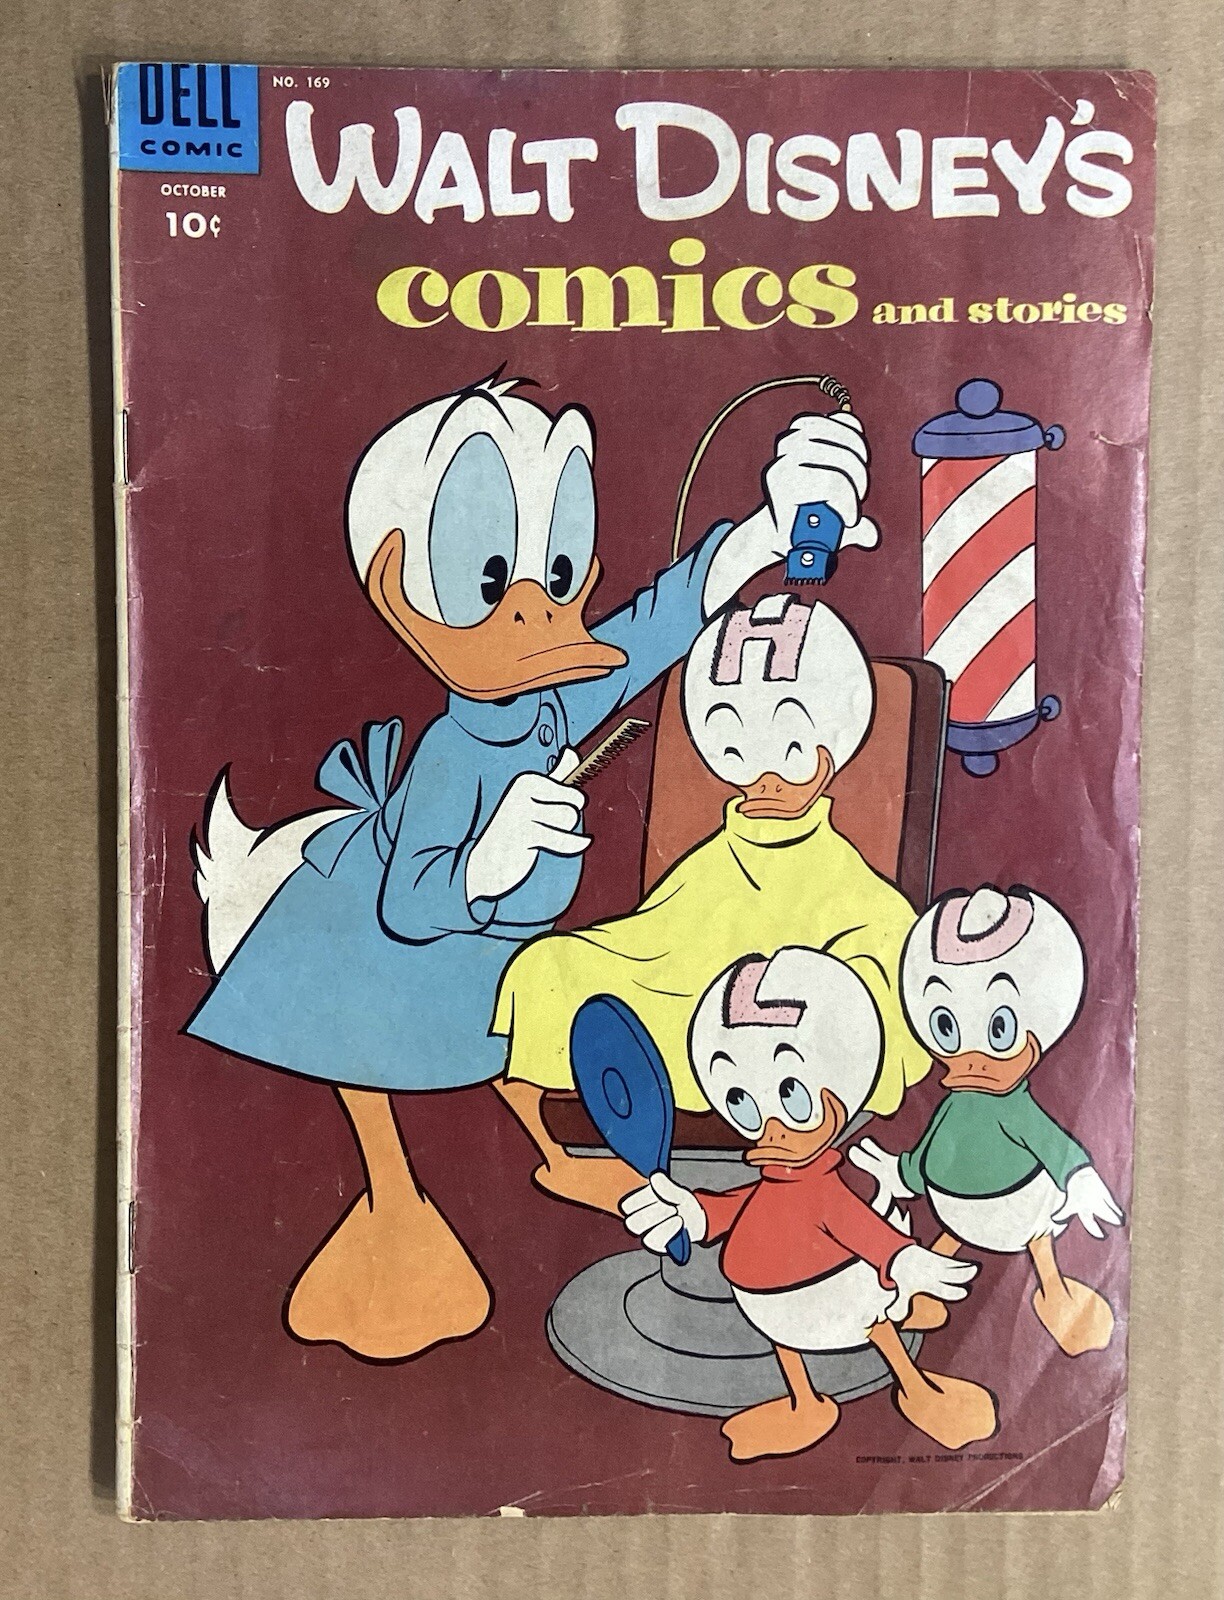 DELL
COMIC
NO. 169
OCTOBER
10¢
WALT DISNEY'S
comics and stories
H
L
D
COPYRIGHT, WALT DISNEY PRODUCTIONS